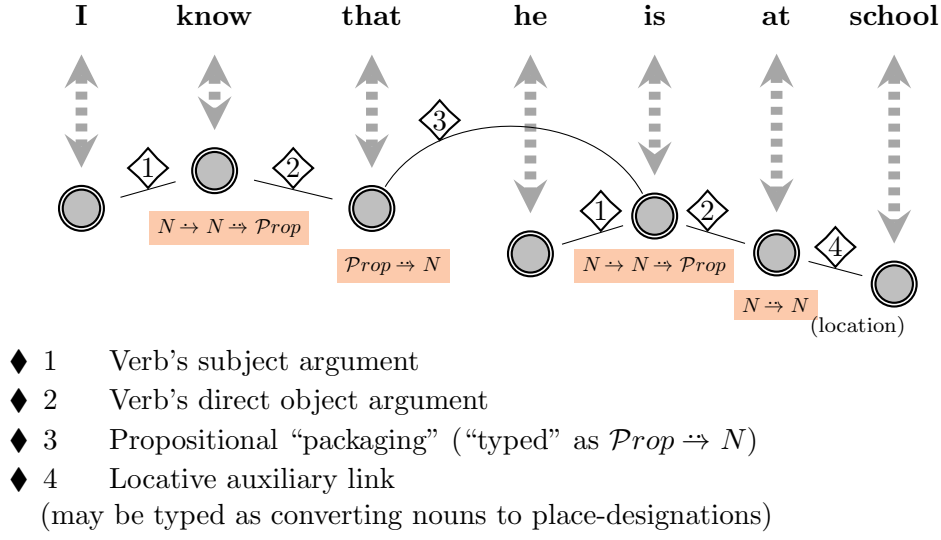 I know that he is at school
1 2 3 1 2 4
N → N ⇢ Prop
Prop ⇢ N
N → N ⇢ Prop
N ⇢ N
(location)
♦ 1 Verb's subject argument
♦ 2 Verb's direct object argument
♦ 3 Propositional “packaging” (“typed” as Prop ⇢ N)
♦ 4 Locative auxiliary link
(may be typed as converting nouns to place-designations)